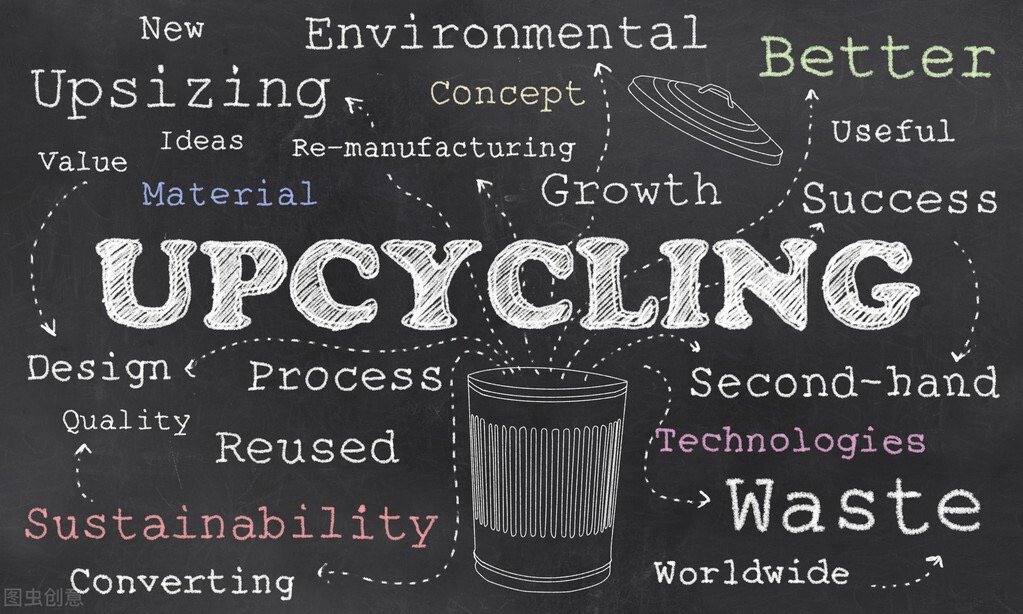 New
Environmental
Better
Upsizing
Concept
Ideas
Re-manufacturing
Useful
Value
Material
Growth
Success
UPCYCLING
Design
Process
Second-hand
Quality
Reused
Technologies
Sustainability
Waste
Converting
Worldwide
图虫创意